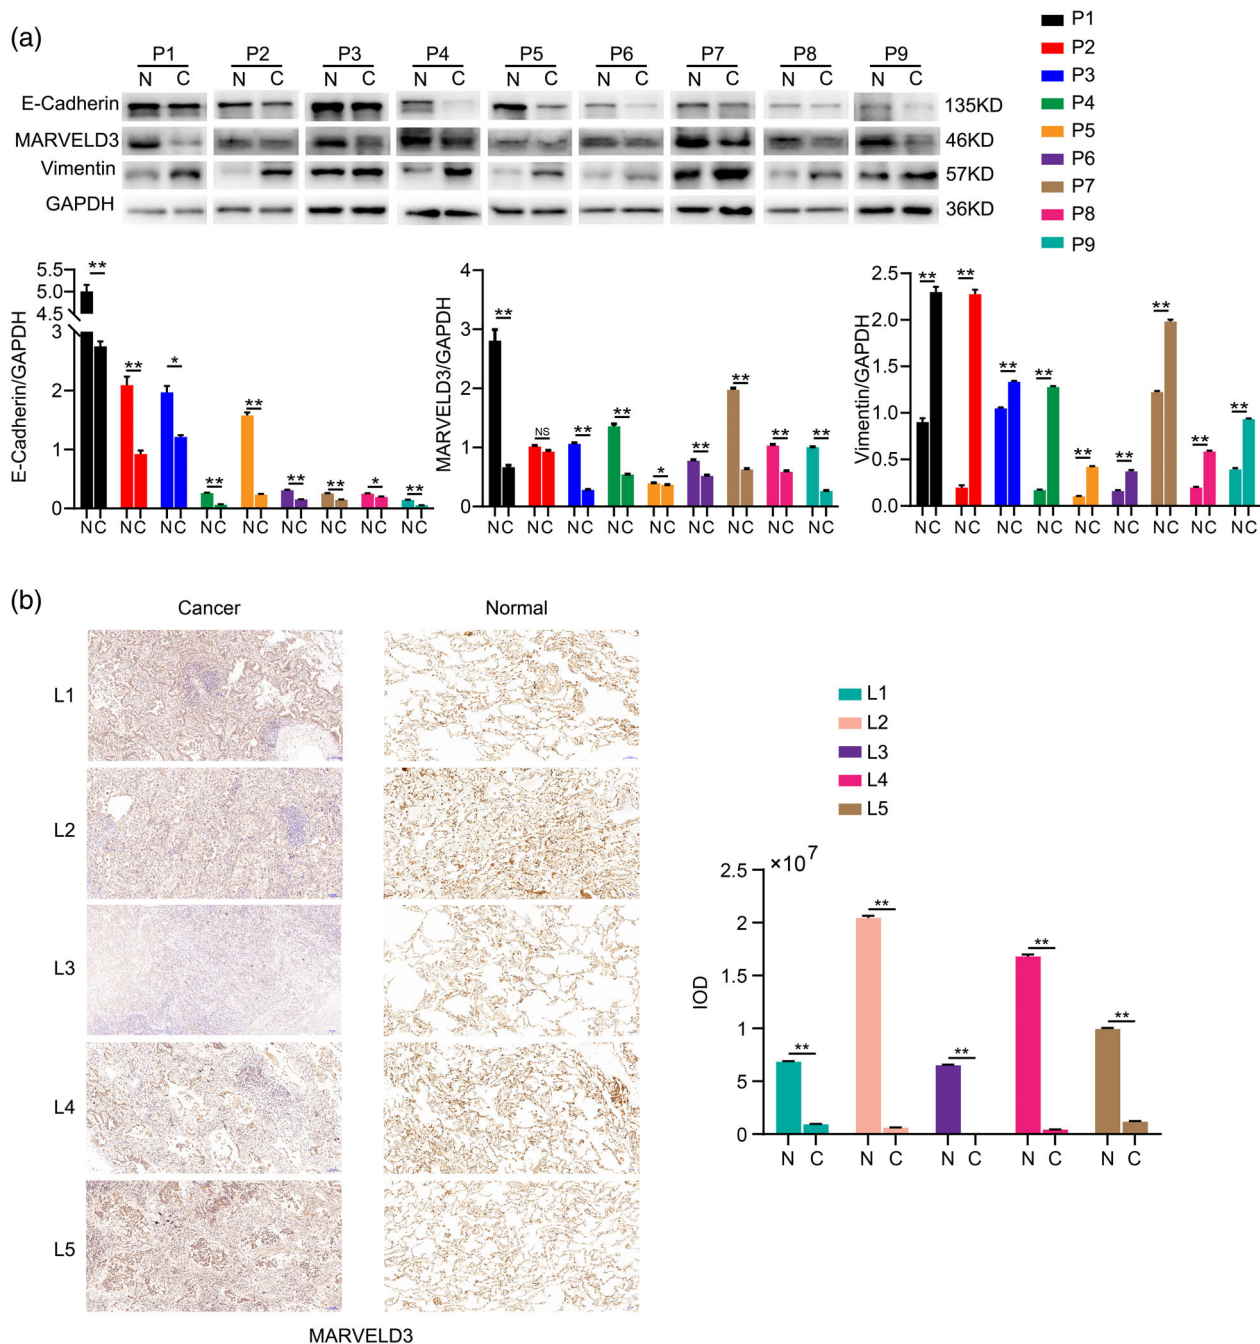 (a)
P1 P2 P3 P4 P5 P6 P7 P8 P9
N C N C N C N C N C N C N C N C N C
E-Cadherin 135KD
MARVELD3 46KD
Vimentin 57KD
GAPDH 36KD
P1
P2
P3
P4
P5
P6
P7
P8
P9
E-Cadherin/GAPDH
5.5
5.0
4.5
3
2
1
0
** ** * ** ** ** ** * **
NC NC NC NC NC NC NC NC NC
MARVELD3/GAPDH
4
3
2
1
0
** NS ** ** * ** ** ** **
NC NC NC NC NC NC NC NC NC
Vimentin/GAPDH
2.5
2.0
1.5
1.0
0.5
0.0
** ** ** ** ** ** ** ** **
NC NC NC NC NC NC NC NC NC
(b)
Cancer Normal
L1
L2
L3
L4
L5
MARVELD3
L1
L2
L3
L4
L5
×10⁷
IOD
2.5
2
1.5
1
5
0
** ** ** ** **
N C N C N C N C N C